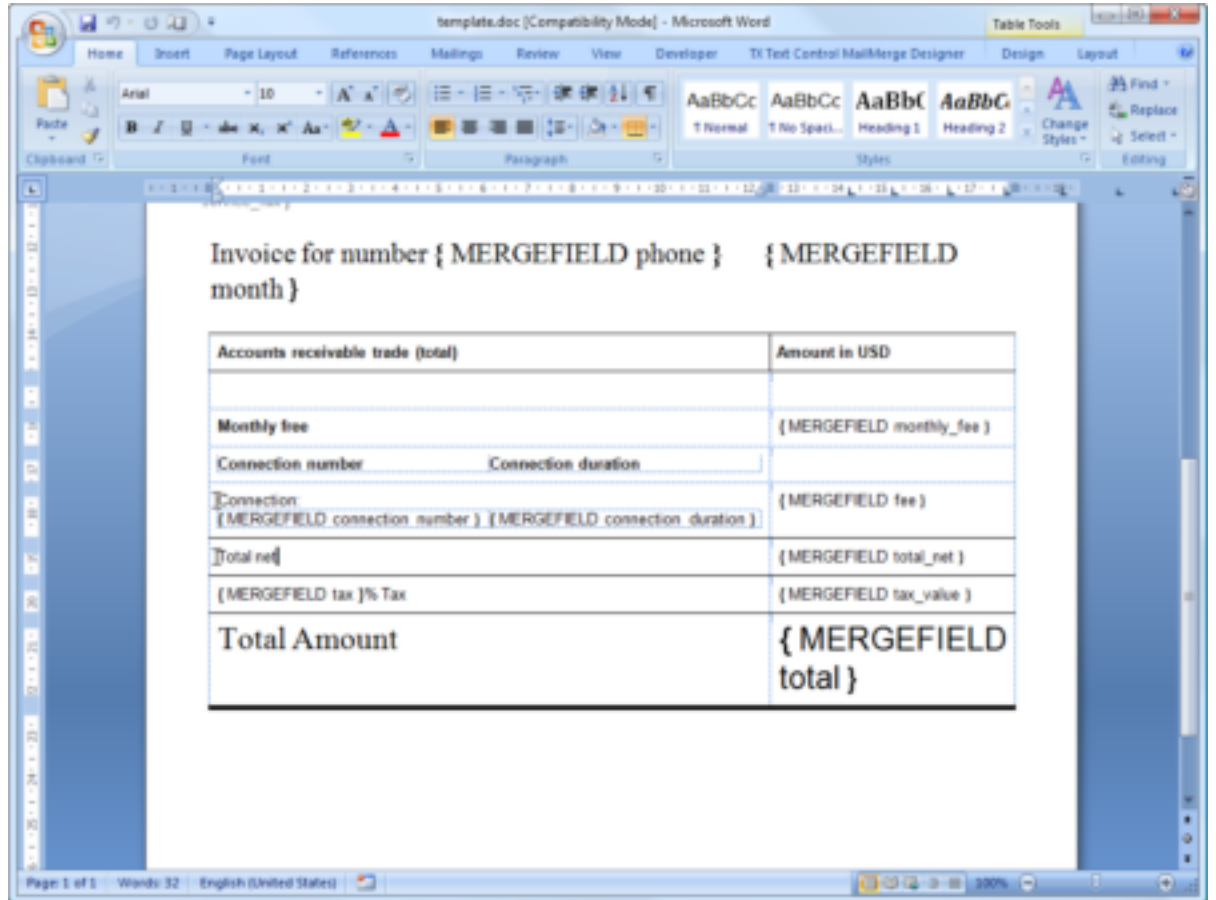 template.doc [Compatibility Mode] - Microsoft Word
Table Tools
Home Insert Page Layout References Mailings Review View Developer TX Text Control MailMerge Designer Design Layout
Paste
Arial 10
AaBbCc AaBbCc AaBbC AaBbC
¶ Normal ¶ No Spaci... Heading 1 Heading 2
Change Styles
Find
Replace
Select
Clipboard Font Paragraph Styles Editing
Invoice for number { MERGEFIELD phone } { MERGEFIELD
month }
Accounts receivable trade (total) Amount in USD
Monthly free { MERGEFIELD monthly_fee }
Connection number Connection duration
Connection: { MERGEFIELD fee }
{ MERGEFIELD connection_number } { MERGEFIELD connection_duration }
Total net { MERGEFIELD total_net }
{ MERGEFIELD tax }% Tax { MERGEFIELD tax_value }
Total Amount { MERGEFIELD
total }
Page: 1 of 1 Words: 32 English (United States) 100%